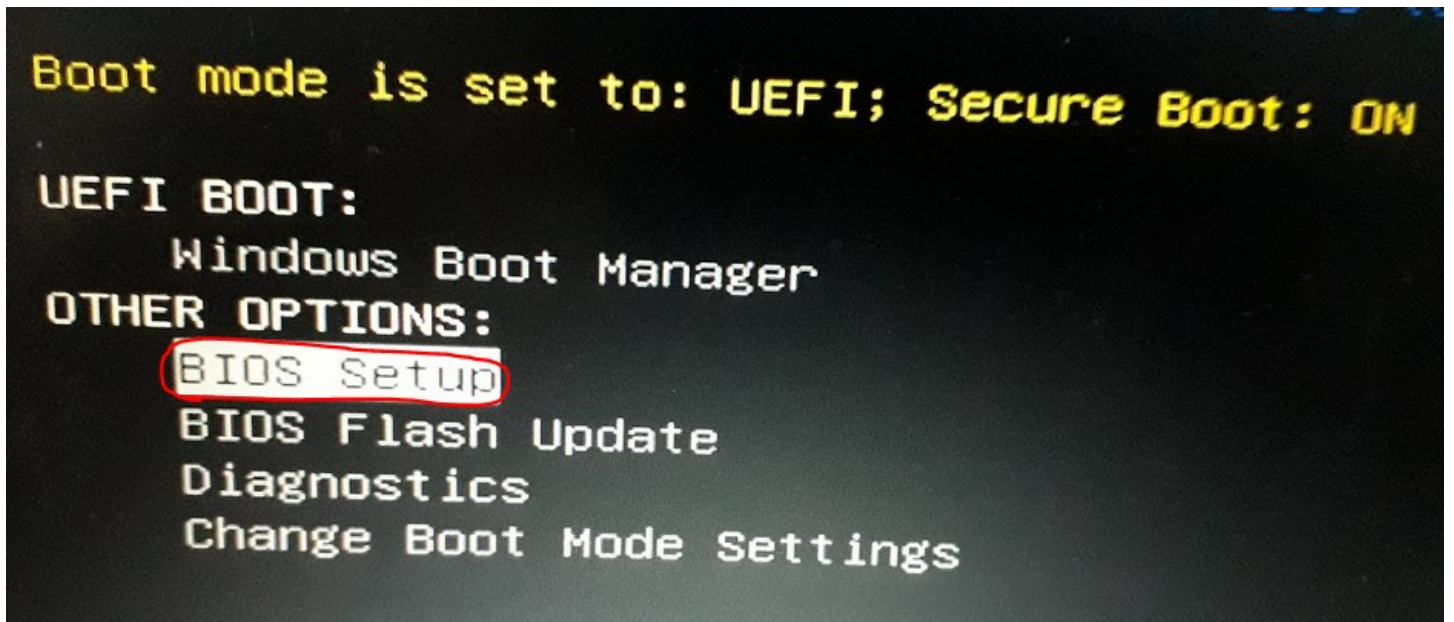 Boot mode is set to: UEFI; Secure Boot: ON
UEFI BOOT:
Windows Boot Manager
OTHER OPTIONS:
BIOS Setup
BIOS Flash Update
Diagnostics
Change Boot Mode Settings